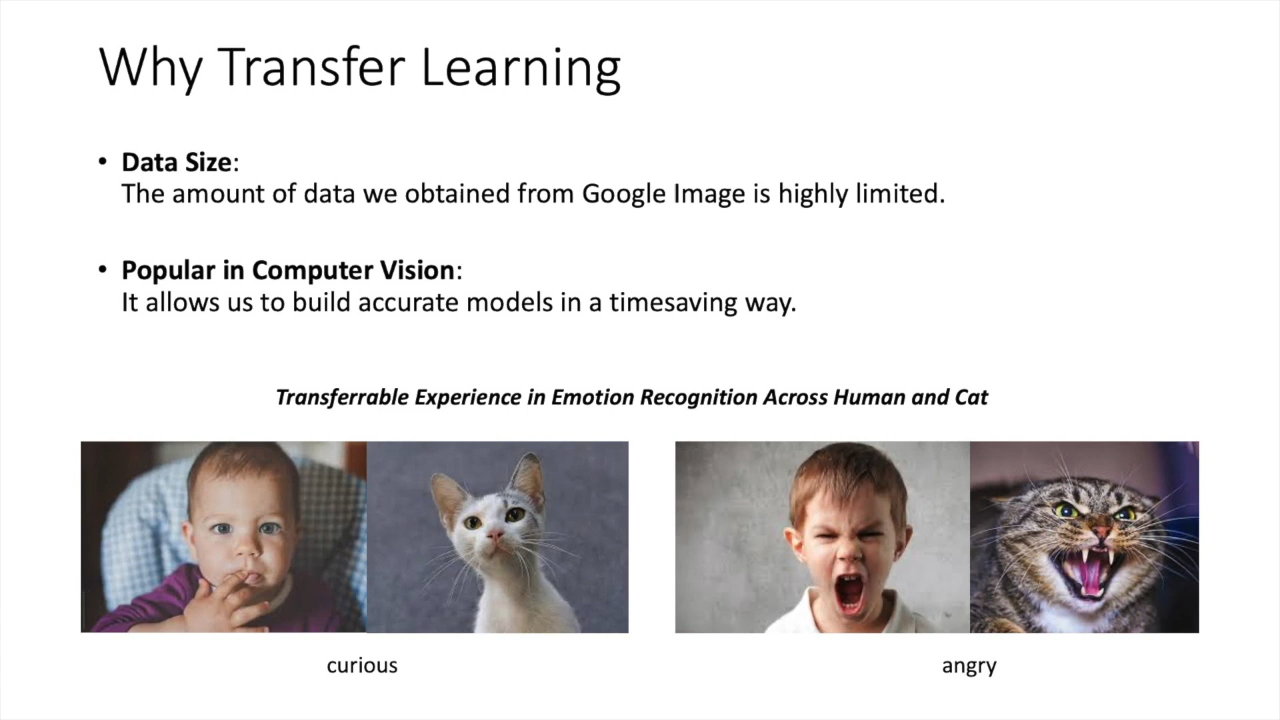 Why Transfer Learning
• Data Size:
The amount of data we obtained from Google Image is highly limited.
• Popular in Computer Vision:
It allows us to build accurate models in a timesaving way.
Transferrable Experience in Emotion Recognition Across Human and Cat
curious
angry